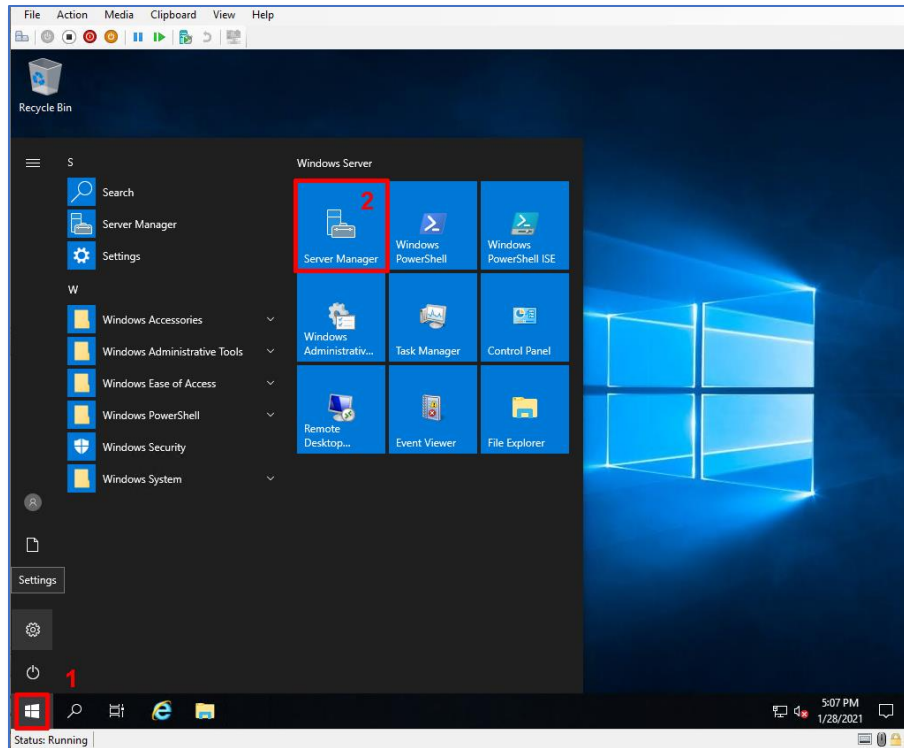 File Action Media Clipboard View Help
Recycle Bin
S
Search
Server Manager
Settings
W
Windows Accessories
Windows Administrative Tools
Windows Ease of Access
Windows PowerShell
Windows Security
Windows System
Settings
Windows Server
2
Server Manager
Windows
PowerShell
Windows
PowerShell ISE
Windows
Administrativ...
Task Manager
Control Panel
Remote
Desktop...
Event Viewer
File Explorer
1
5:07 PM
1/28/2021
Status: Running